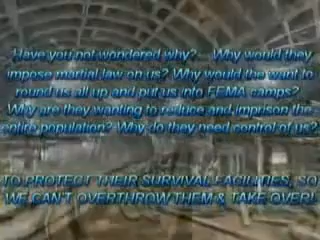 Have you not wondered why?    Why would they
impose martial law on us? Why would the want to
round us all up and put us into FEMA camps?
Why are they wanting to reduce and imprison the
entire population? Why do they need control of us?
TO PROTECT THEIR SURVIVAL FACILITIES, SO
WE CAN'T OVERTHROW THEM & TAKE OVER!